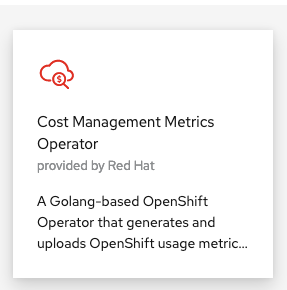 Cost Management Metrics
Operator
provided by Red Hat
A Golang-based OpenShift
Operator that generates and
uploads OpenShift usage metric...